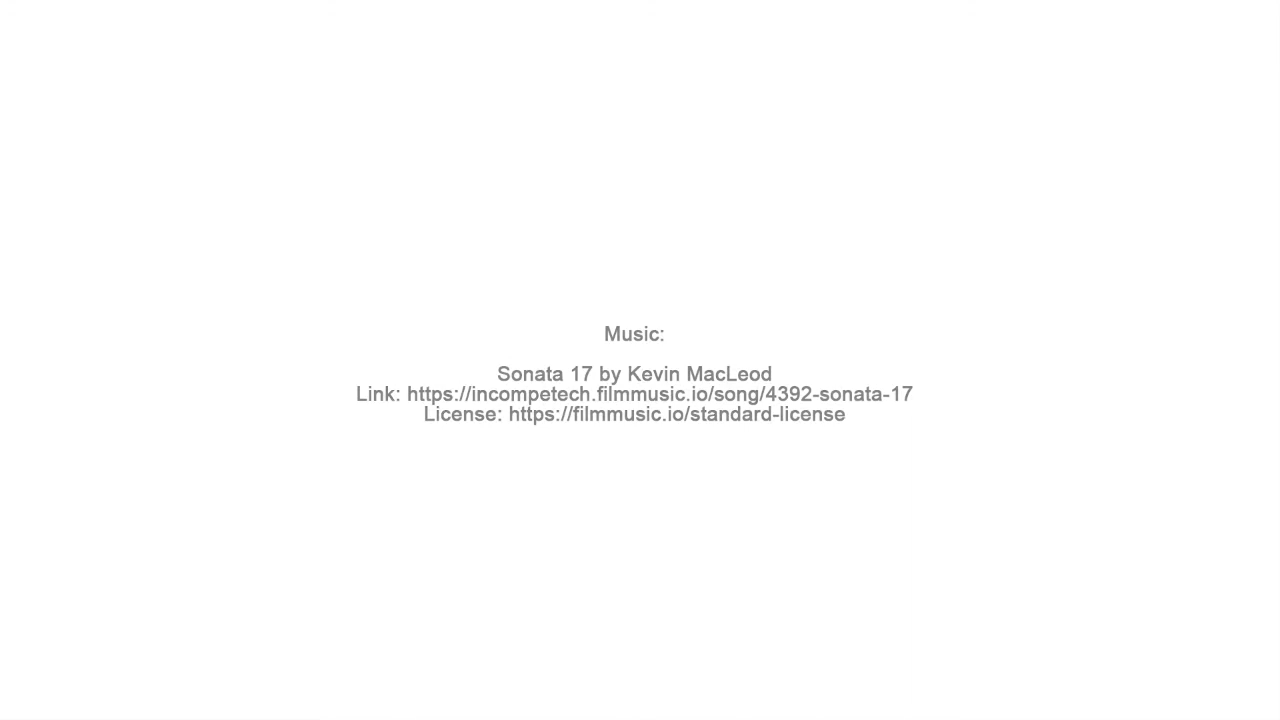 Music:
Sonata 17 by Kevin MacLeod
Link: https://incompetech.filmmusic.io/song/4392-sonata-17
License: https://filmmusic.io/standard-license